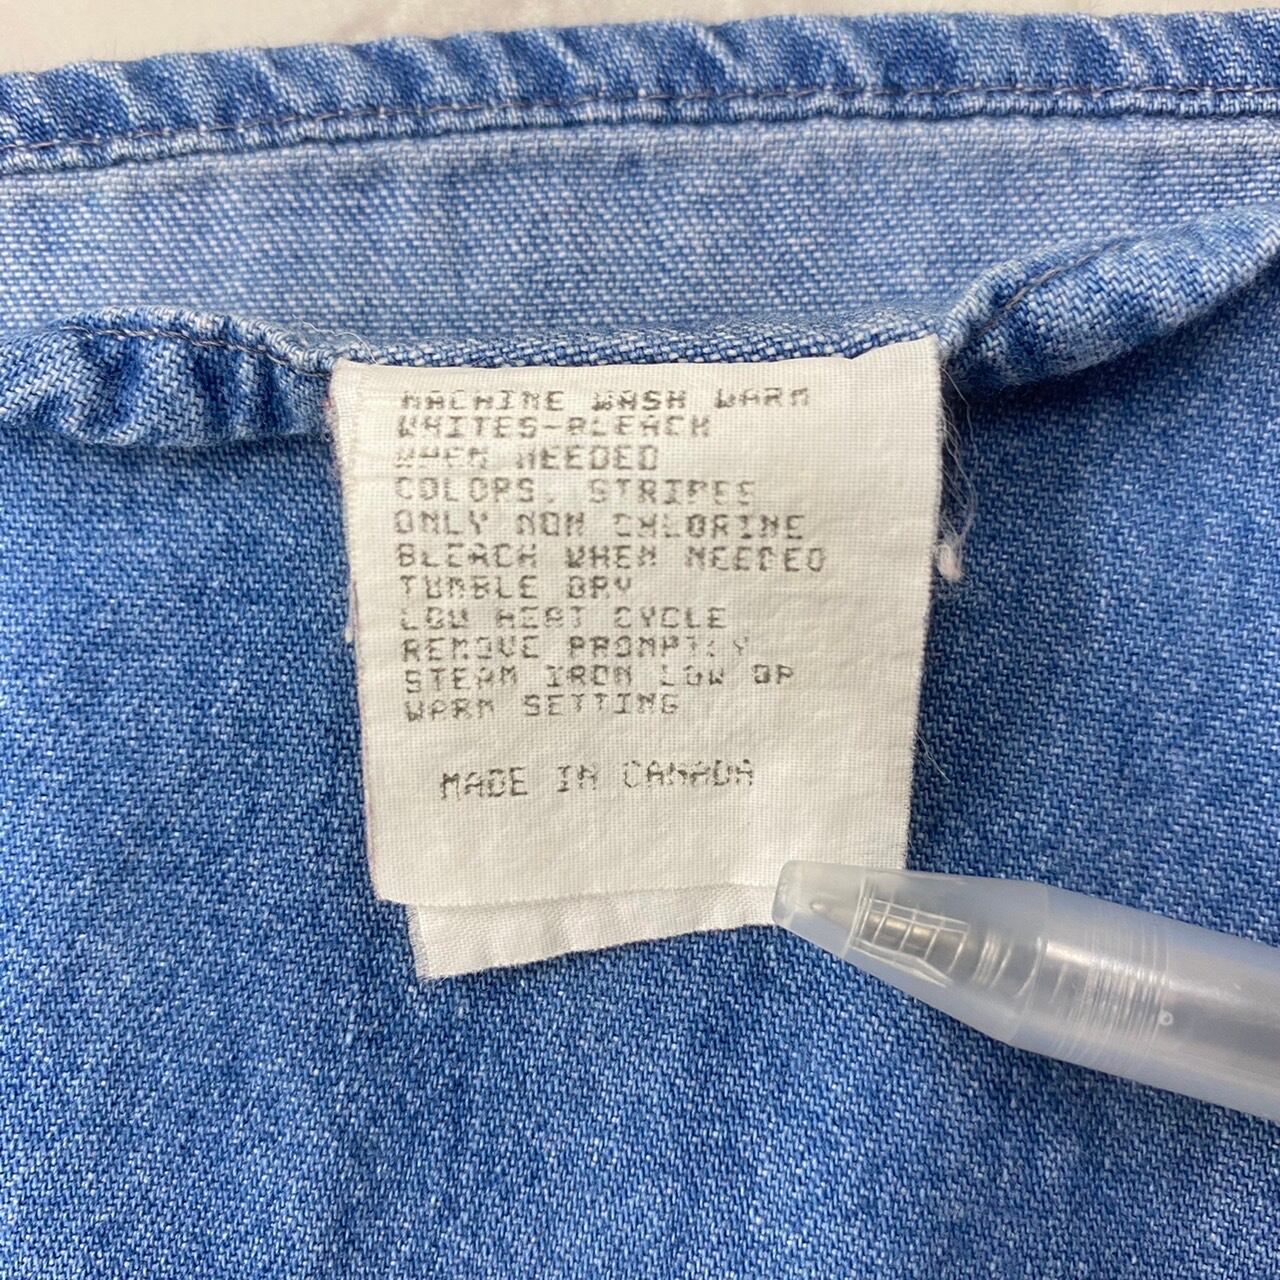 MACHINE WASH WARM
WHITES-BLEACH
WHEN NEEDED
COLORS, STRIPES
ONLY NON CHLORINE
BLEACH WHEN NEEDED
TUMBLE DRY
LOW HEAT CYCLE
REMOVE PROMPTLY
STEAM IRON LOW OR
WARM SETTING
MADE IN CANADA